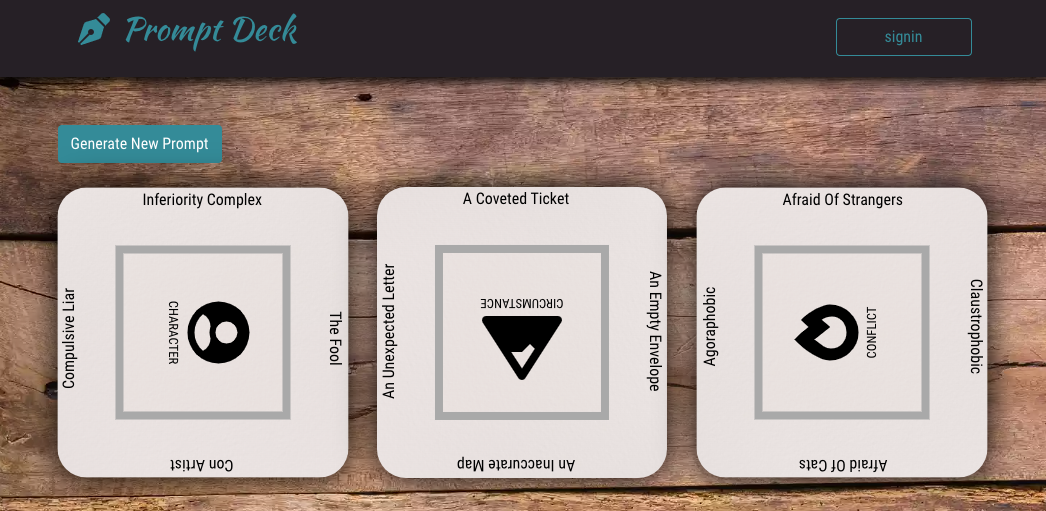 Prompt Deck
signin
Generate New Prompt
Inferiority Complex
Compulsive Liar
CHARACTER
The Fool
Con Artist
A Coveted Ticket
An Unexpected Letter
CIRCUMSTANCE
An Empty Envelope
An Inaccurate Map
Afraid Of Strangers
Agoraphobic
CONFLICT
Claustrophobic
Afraid Of Cats